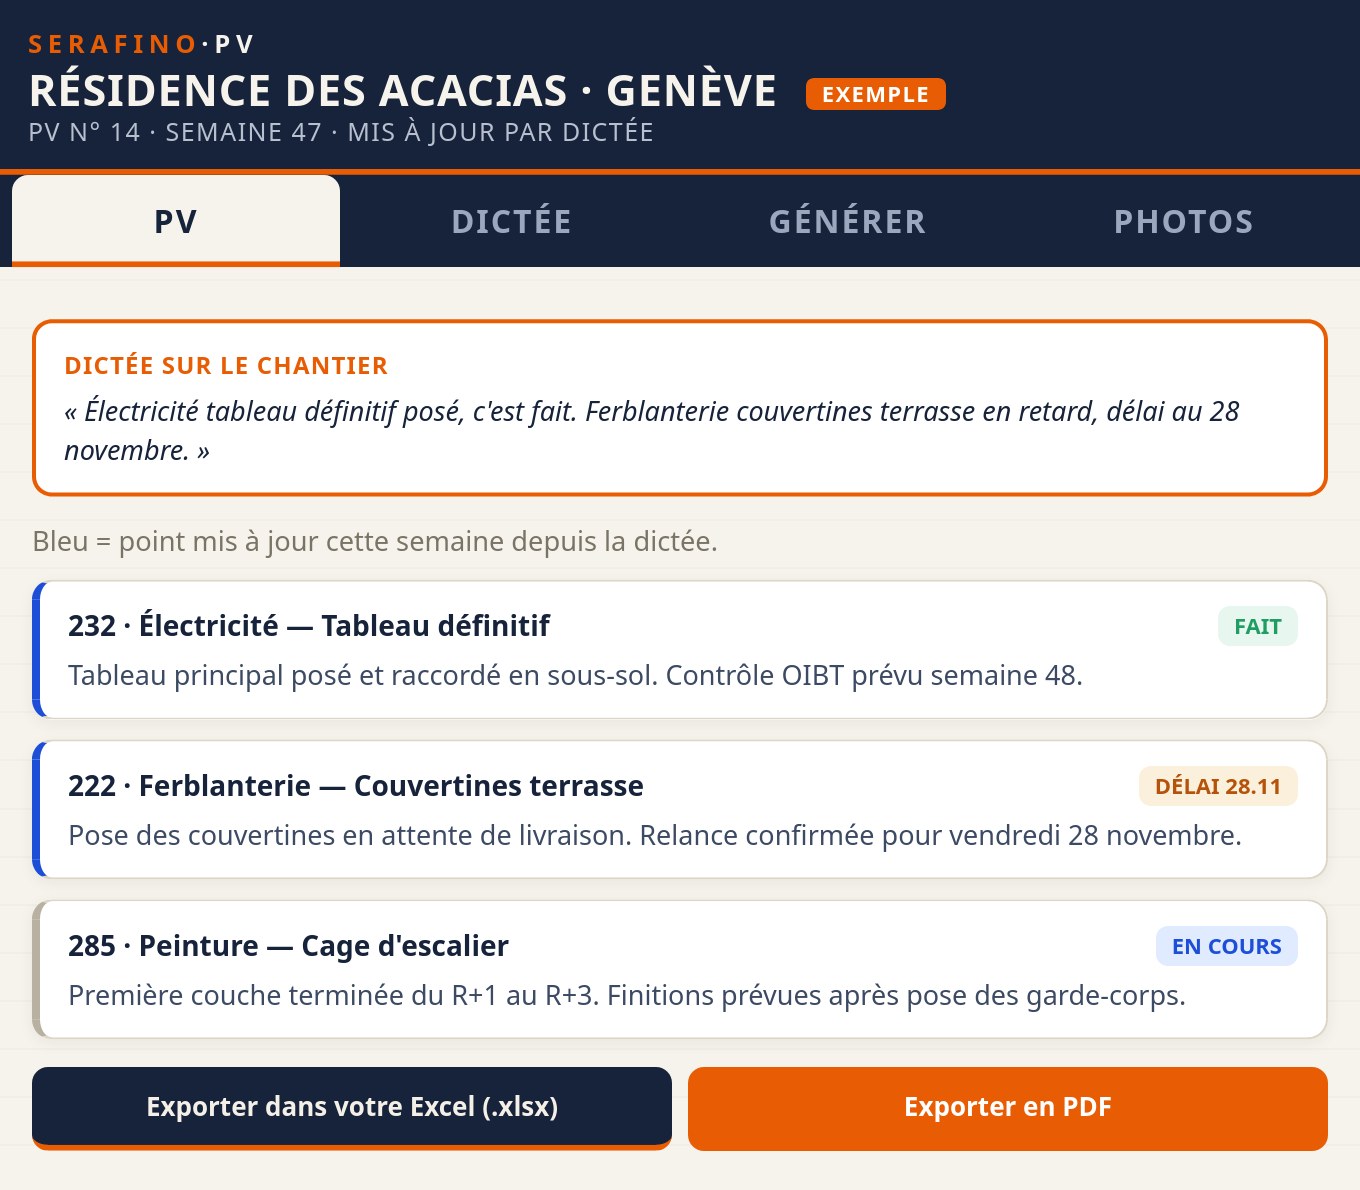 SERAFINO·PV
RÉSIDENCE DES ACACIAS · GENÈVE EXEMPLE
PV N° 14 · SEMAINE 47 · MIS À JOUR PAR DICTÉE
PV DICTÉE GÉNÉRER PHOTOS
DICTÉE SUR LE CHANTIER
« Électricité tableau définitif posé, c'est fait. Ferblanterie couvertines terrasse en retard, délai au 28
novembre. »
Bleu = point mis à jour cette semaine depuis la dictée.
232 · Électricité — Tableau définitif FAIT
Tableau principal posé et raccordé en sous-sol. Contrôle OIBT prévu semaine 48.
222 · Ferblanterie — Couvertines terrasse DÉLAI 28.11
Pose des couvertines en attente de livraison. Relance confirmée pour vendredi 28 novembre.
285 · Peinture — Cage d'escalier EN COURS
Première couche terminée du R+1 au R+3. Finitions prévues après pose des garde-corps.
Exporter dans votre Excel (.xlsx) Exporter en PDF